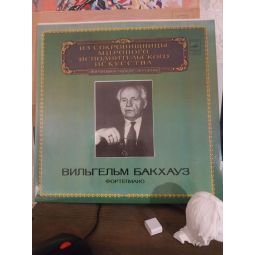 ИЗ СОКРОВИЩНИЦЫ
МИРОВОГО
ИСПОЛНИТЕЛЬСКОГО
ИСКУССТВА
ВИЛЬГЕЛЬМ БАКХАУЗ
ФОРТЕПИАНО